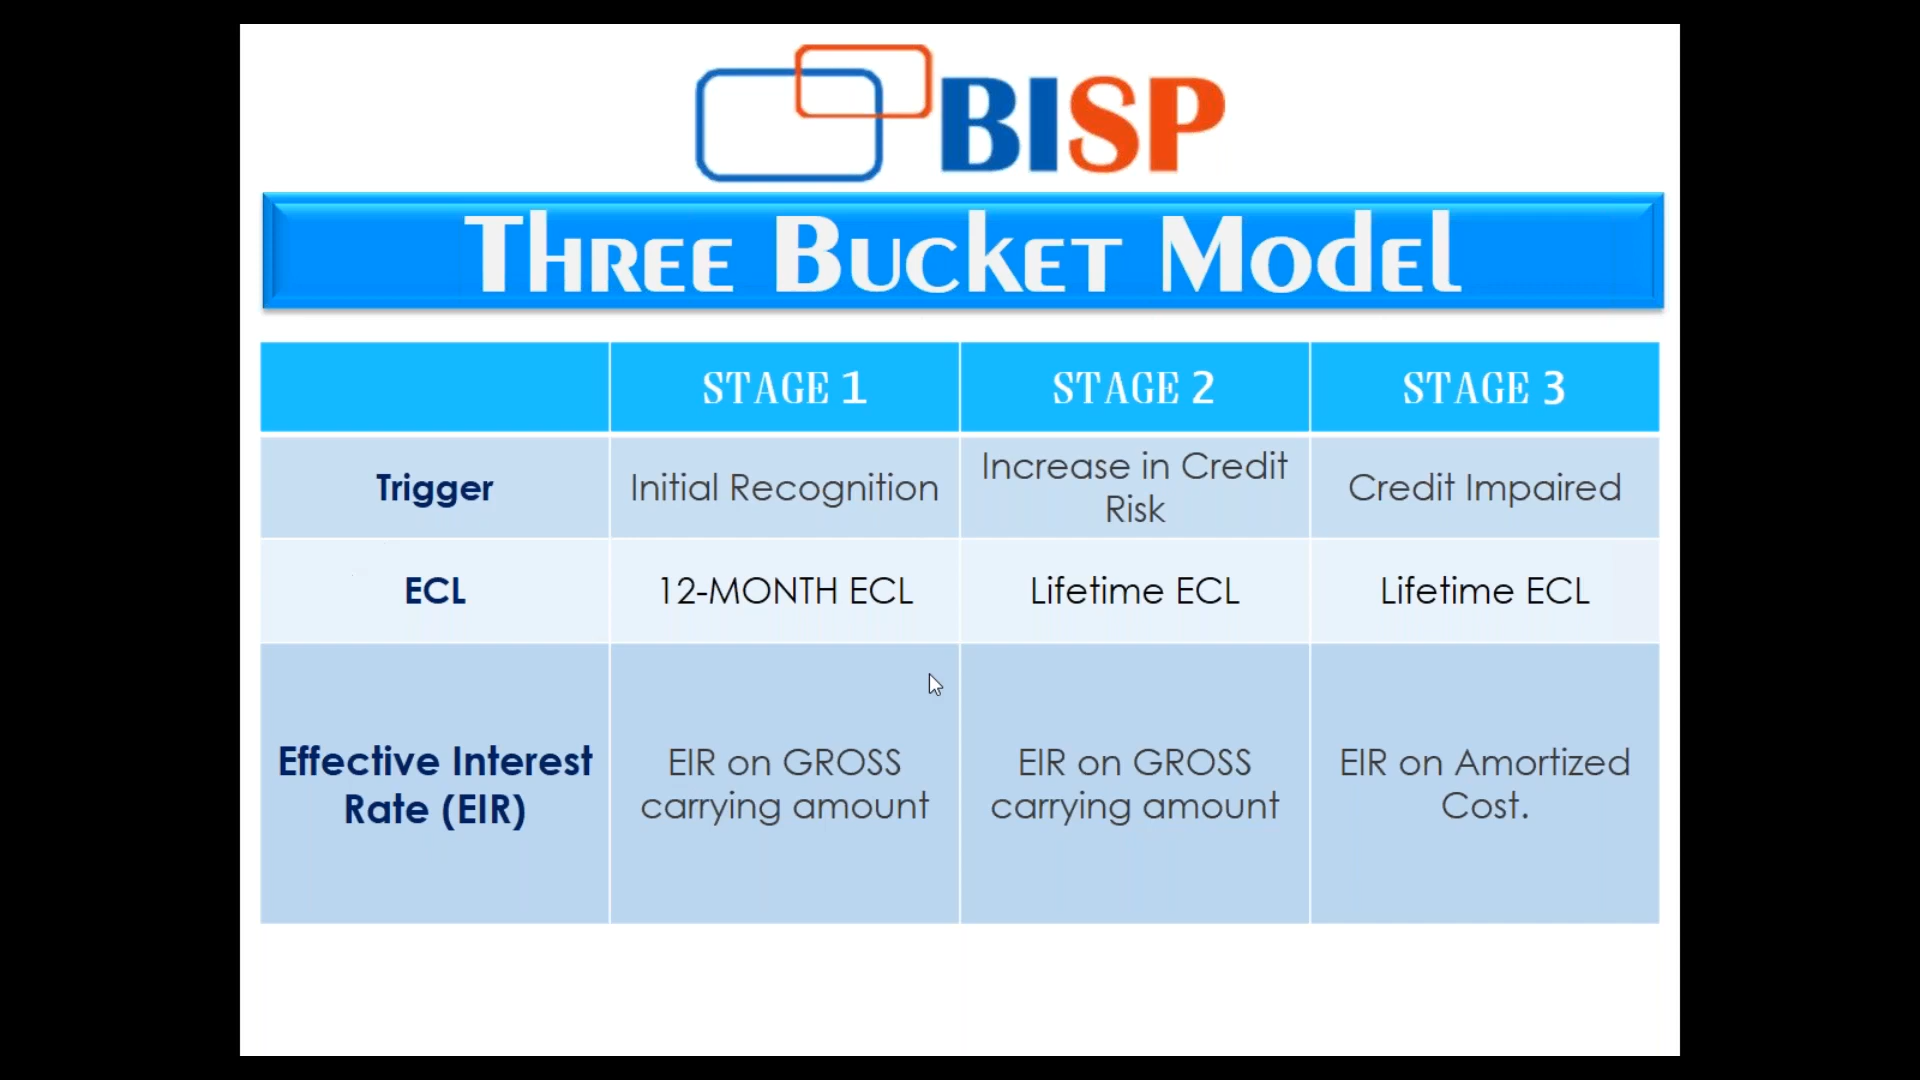 BISP
Three Bucket Model
STAGE 1 STAGE 2 STAGE 3
Trigger Initial Recognition Increase in Credit Risk Credit Impaired
ECL 12-MONTH ECL Lifetime ECL Lifetime ECL
Effective Interest Rate (EIR) EIR on GROSS carrying amount EIR on GROSS carrying amount EIR on Amortized Cost.